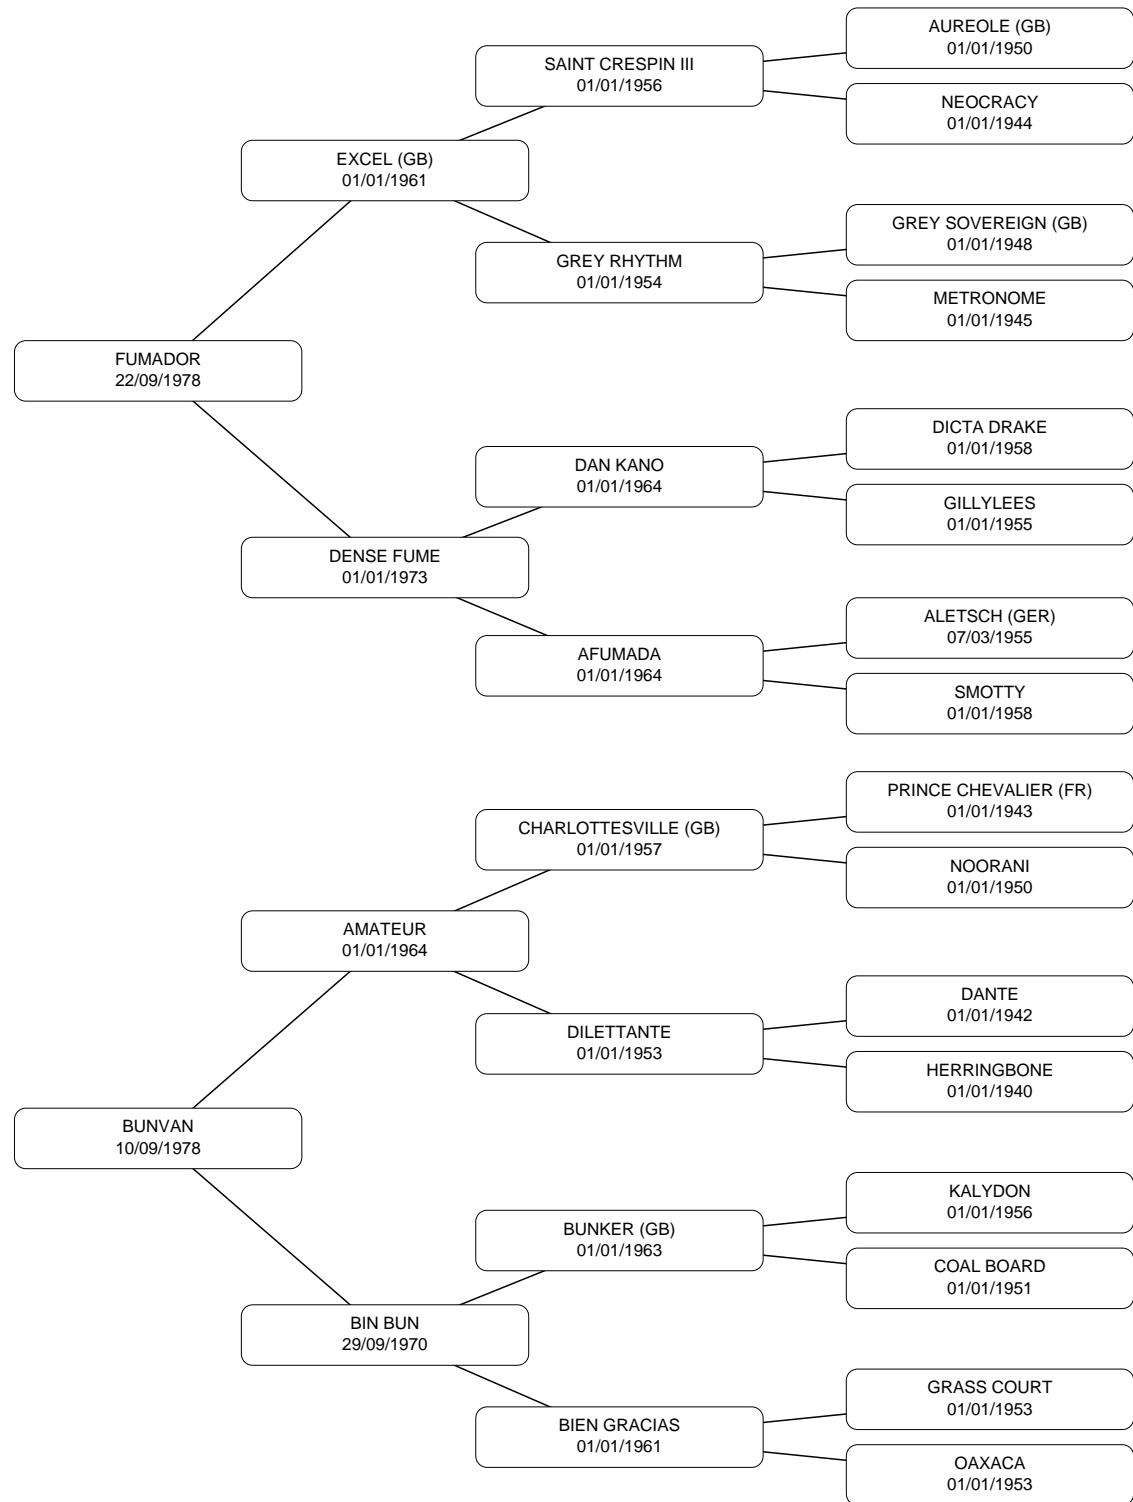 AUREOLE (GB)
01/01/1950
SAINT CRESPIN III
01/01/1956
NEOCRACY
01/01/1944
EXCEL (GB)
01/01/1961
GREY SOVEREIGN (GB)
01/01/1948
GREY RHYTHM
01/01/1954
METRONOME
01/01/1945
FUMADOR
22/09/1978
DICTA DRAKE
01/01/1958
DAN KANO
01/01/1964
GILLYLEES
01/01/1955
DENSE FUME
01/01/1973
ALETSCH (GER)
07/03/1955
AFUMADA
01/01/1964
SMOTTY
01/01/1958
PRINCE CHEVALIER (FR)
01/01/1943
CHARLOTTESVILLE (GB)
01/01/1957
NOORANI
01/01/1950
AMATEUR
01/01/1964
DANTE
01/01/1942
DILETTANTE
01/01/1953
HERRINGBONE
01/01/1940
BUNVAN
10/09/1978
KALYDON
01/01/1956
BUNKER (GB)
01/01/1963
COAL BOARD
01/01/1951
BIN BUN
29/09/1970
GRASS COURT
01/01/1953
BIEN GRACIAS
01/01/1961
OAXACA
01/01/1953